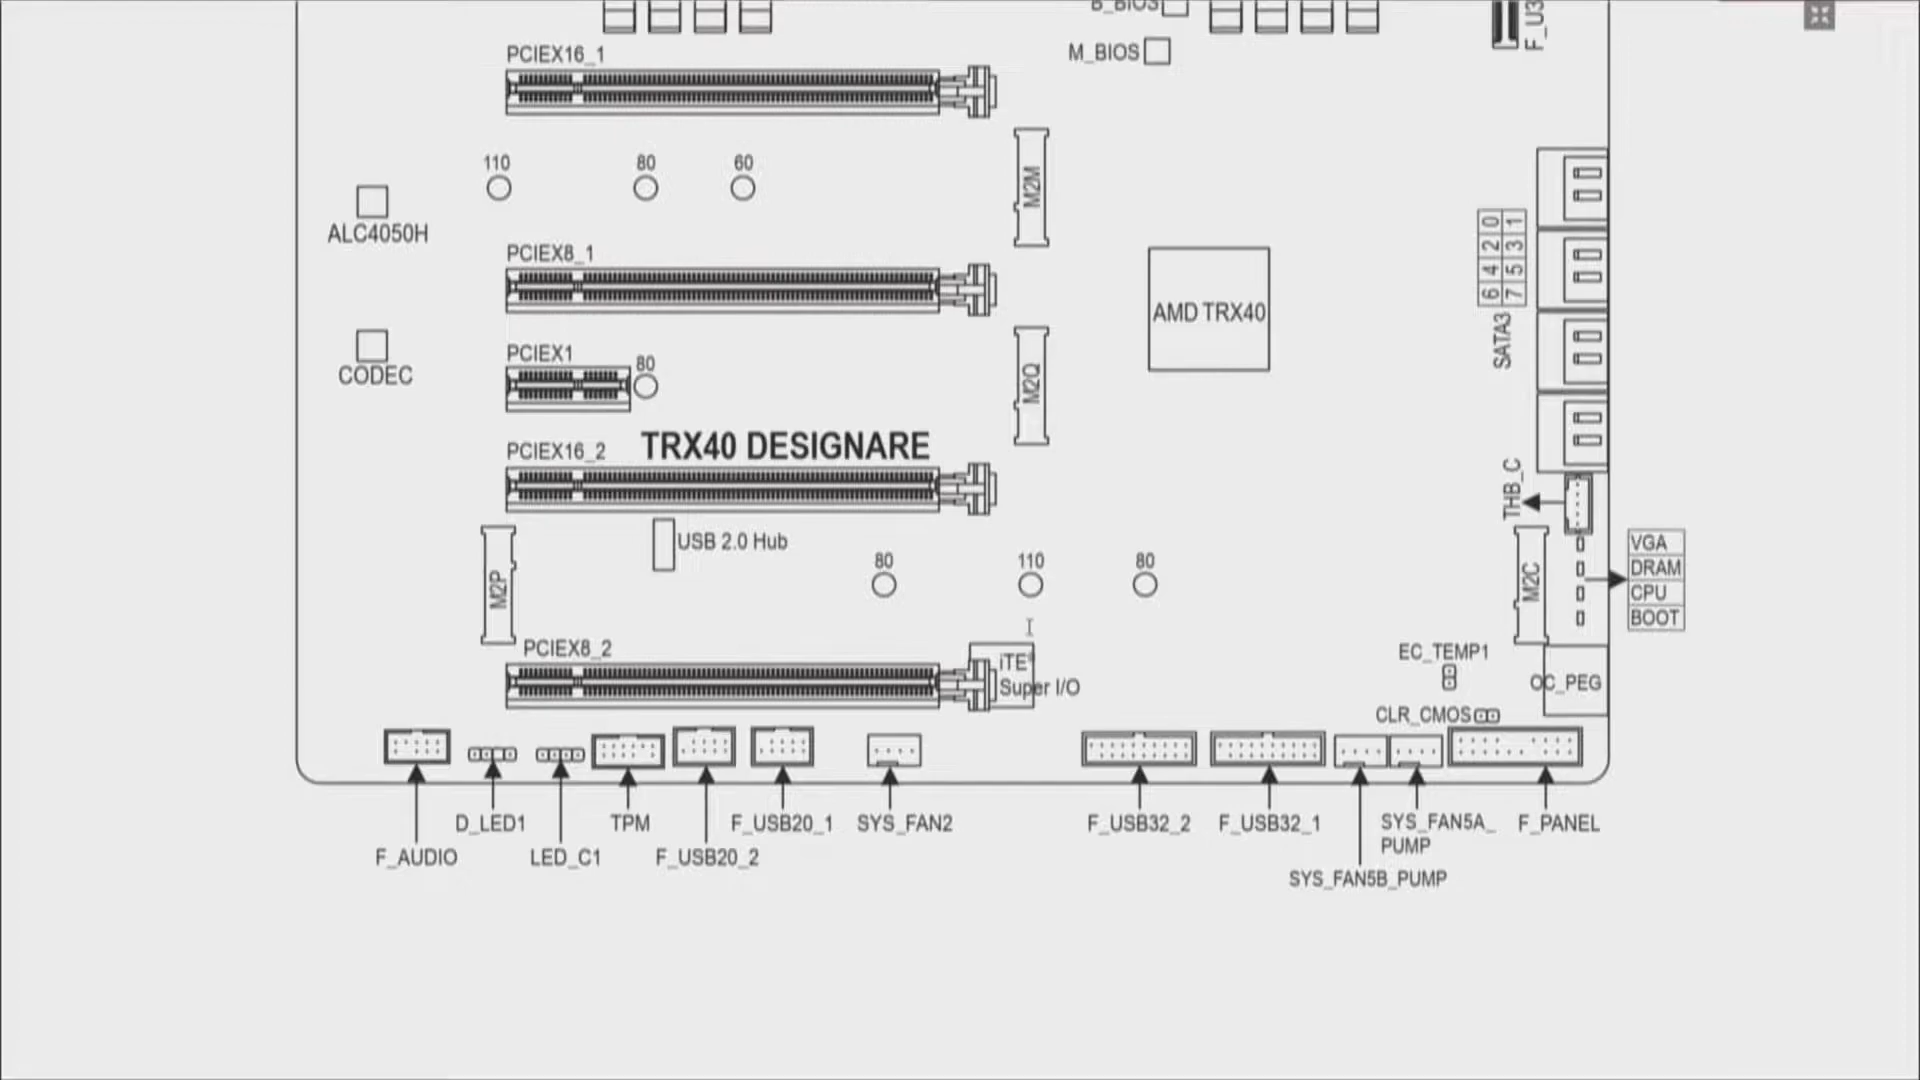 B_BIOS
F_U3
M_BIOS
PCIEX16_1
110
80
60
M2M
ALC4050H
PCIEX8_1
0 1
2 3
4 5
6 7
SATA3
AMD TRX40
CODEC
PCIEX1
80
M2Q
TRX40 DESIGNARE
PCIEX16_2
THB_C
USB 2.0 Hub
M2P
80
110
80
M2C
VGA
DRAM
CPU
BOOT
PCIEX8_2
iTE®
Super I/O
EC_TEMP1
OC_PEG
CLR_CMOS
D_LED1
TPM
F_USB20_1
SYS_FAN2
F_USB32_2
F_USB32_1
SYS_FAN5A_
PUMP
F_PANEL
F_AUDIO
LED_C1
F_USB20_2
SYS_FAN5B_PUMP